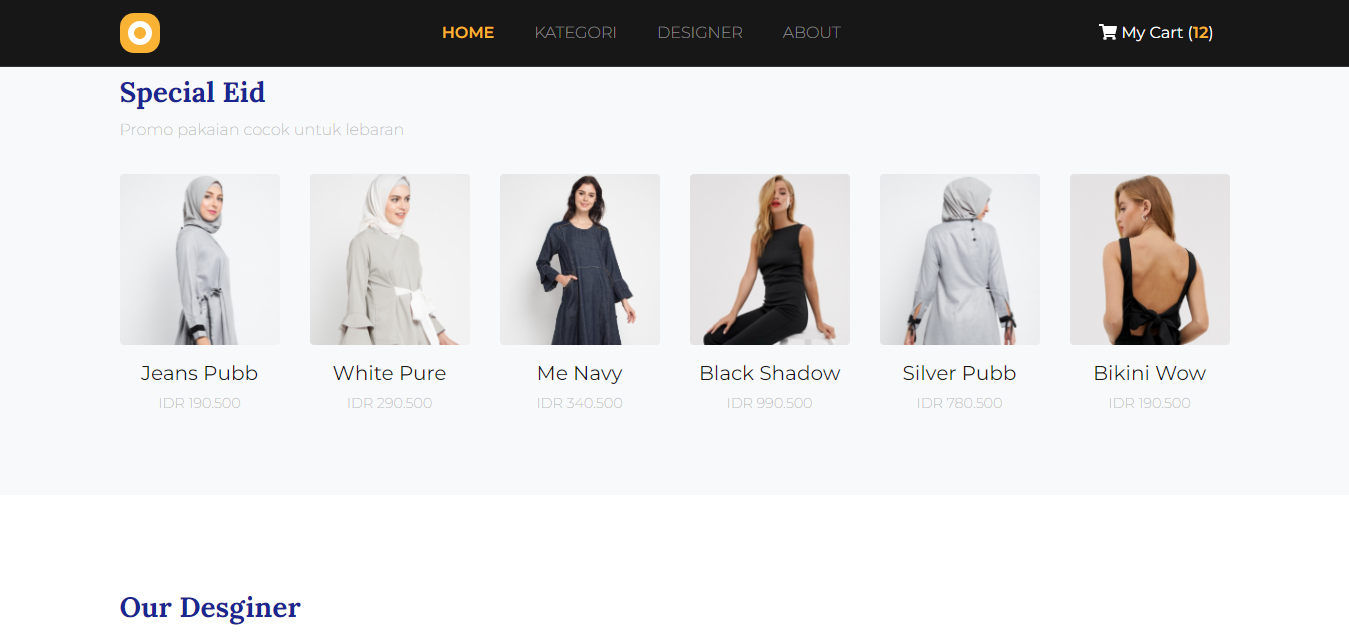 HOME KATEGORI DESIGNER ABOUT My Cart (12)
Special Eid
Promo pakaian cocok untuk lebaran
Jeans Pubb White Pure Me Navy Black Shadow Silver Pubb Bikini Wow
IDR 190.500 IDR 290.500 IDR 340.500 IDR 990.500 IDR 780.500 IDR 190.500
Our Desginer